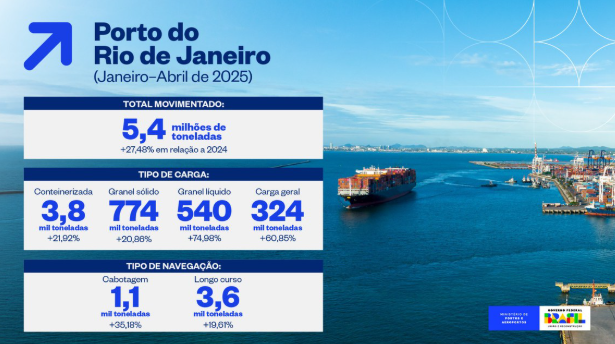 Porto do
Rio de Janeiro
(Janeiro–Abril de 2025)
TOTAL MOVIMENTADO:
5,4 milhões de
toneladas
+27,48% em relação a 2024
TIPO DE CARGA:
Conteinerizada Granel sólido Granel líquido Carga geral
3,8 774 540 324
mil toneladas mil toneladas mil toneladas mil toneladas
+21,92% +20,86% +74,98% +60,85%
TIPO DE NAVEGAÇÃO:
Cabotagem Longo curso
1,1 3,6
mil toneladas mil toneladas
+35,18% +19,61%
MINISTÉRIO DE
PORTOS E
AEROPORTOS
GOVERNO FEDERAL
BRASIL